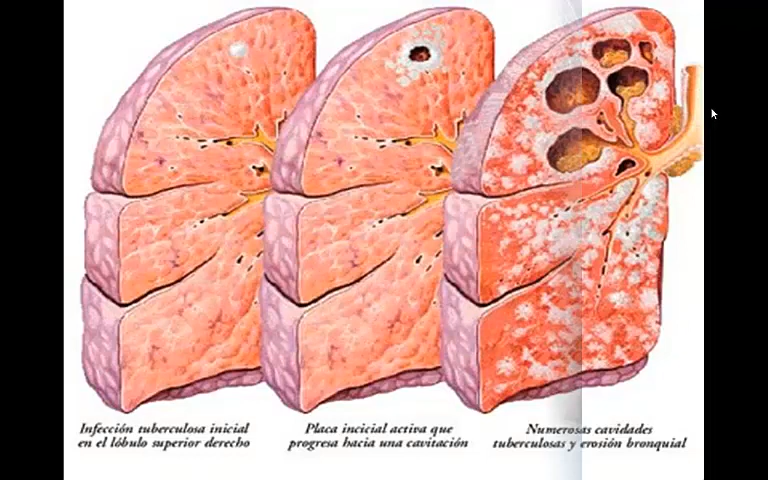 Infección tuberculosa inicial
en el lóbulo superior derecho
Placa incicial activa que
progresa hacia una cavitación
Numerosas cavidades
tuberculosas y erosión bronquial